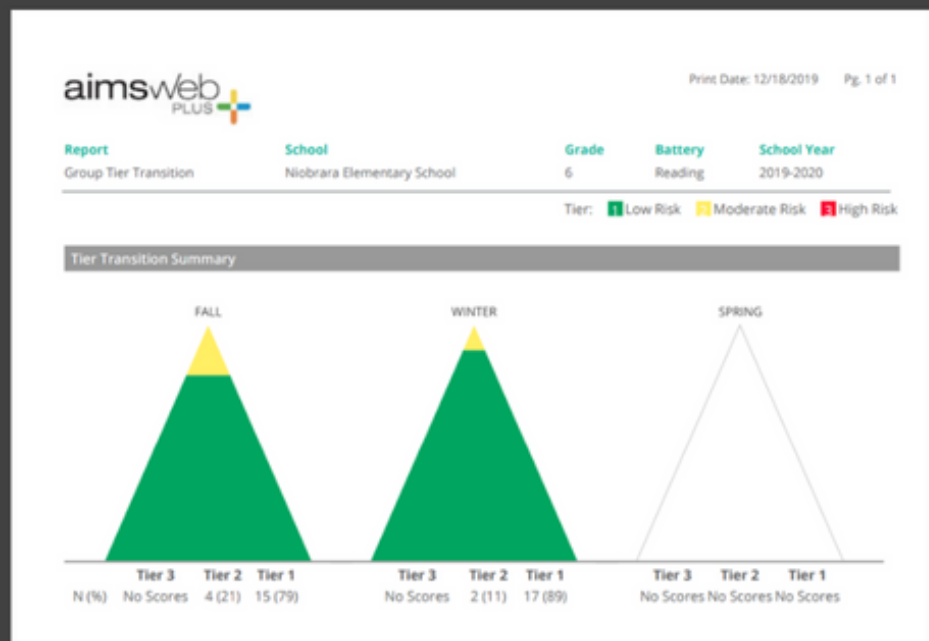 aimsweb
PLUS
Print Date: 12/18/2019 Pg. 1 of 1
Report School Grade Battery School Year
Group Tier Transition Niobrara Elementary School 6 Reading 2019-2020
Tier: 1 Low Risk 2 Moderate Risk 3 High Risk
Tier Transition Summary
FALL WINTER SPRING
Tier 3 Tier 2 Tier 1 Tier 3 Tier 2 Tier 1 Tier 3 Tier 2 Tier 1
N (%) No Scores 4 (21) 15 (79) No Scores 2 (11) 17 (89) No Scores No Scores No Scores